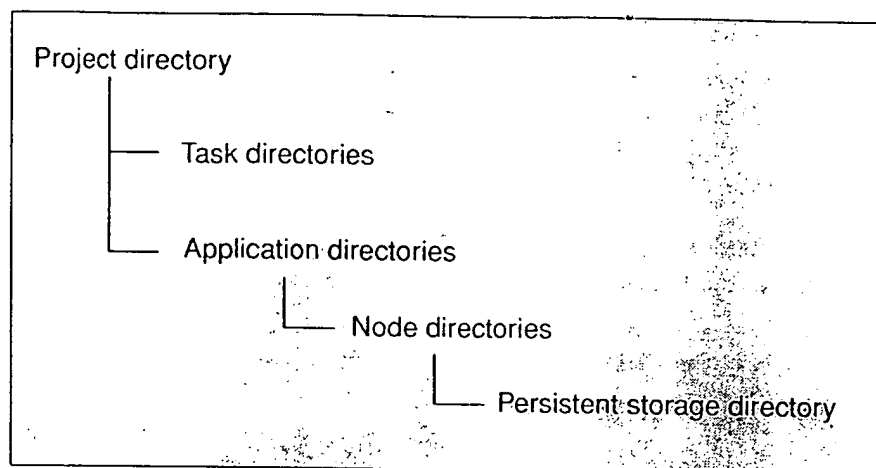 Project directory
Task directories
Application directories
Node directories
Persistent storage directory